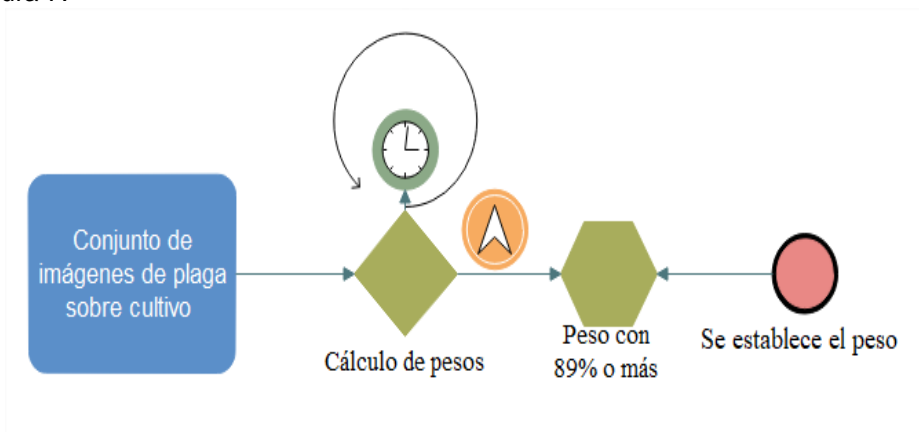 Conjunto de
imágenes de plaga
sobre cultivo
Cálculo de pesos
Peso con
89% o más
Se establece el peso